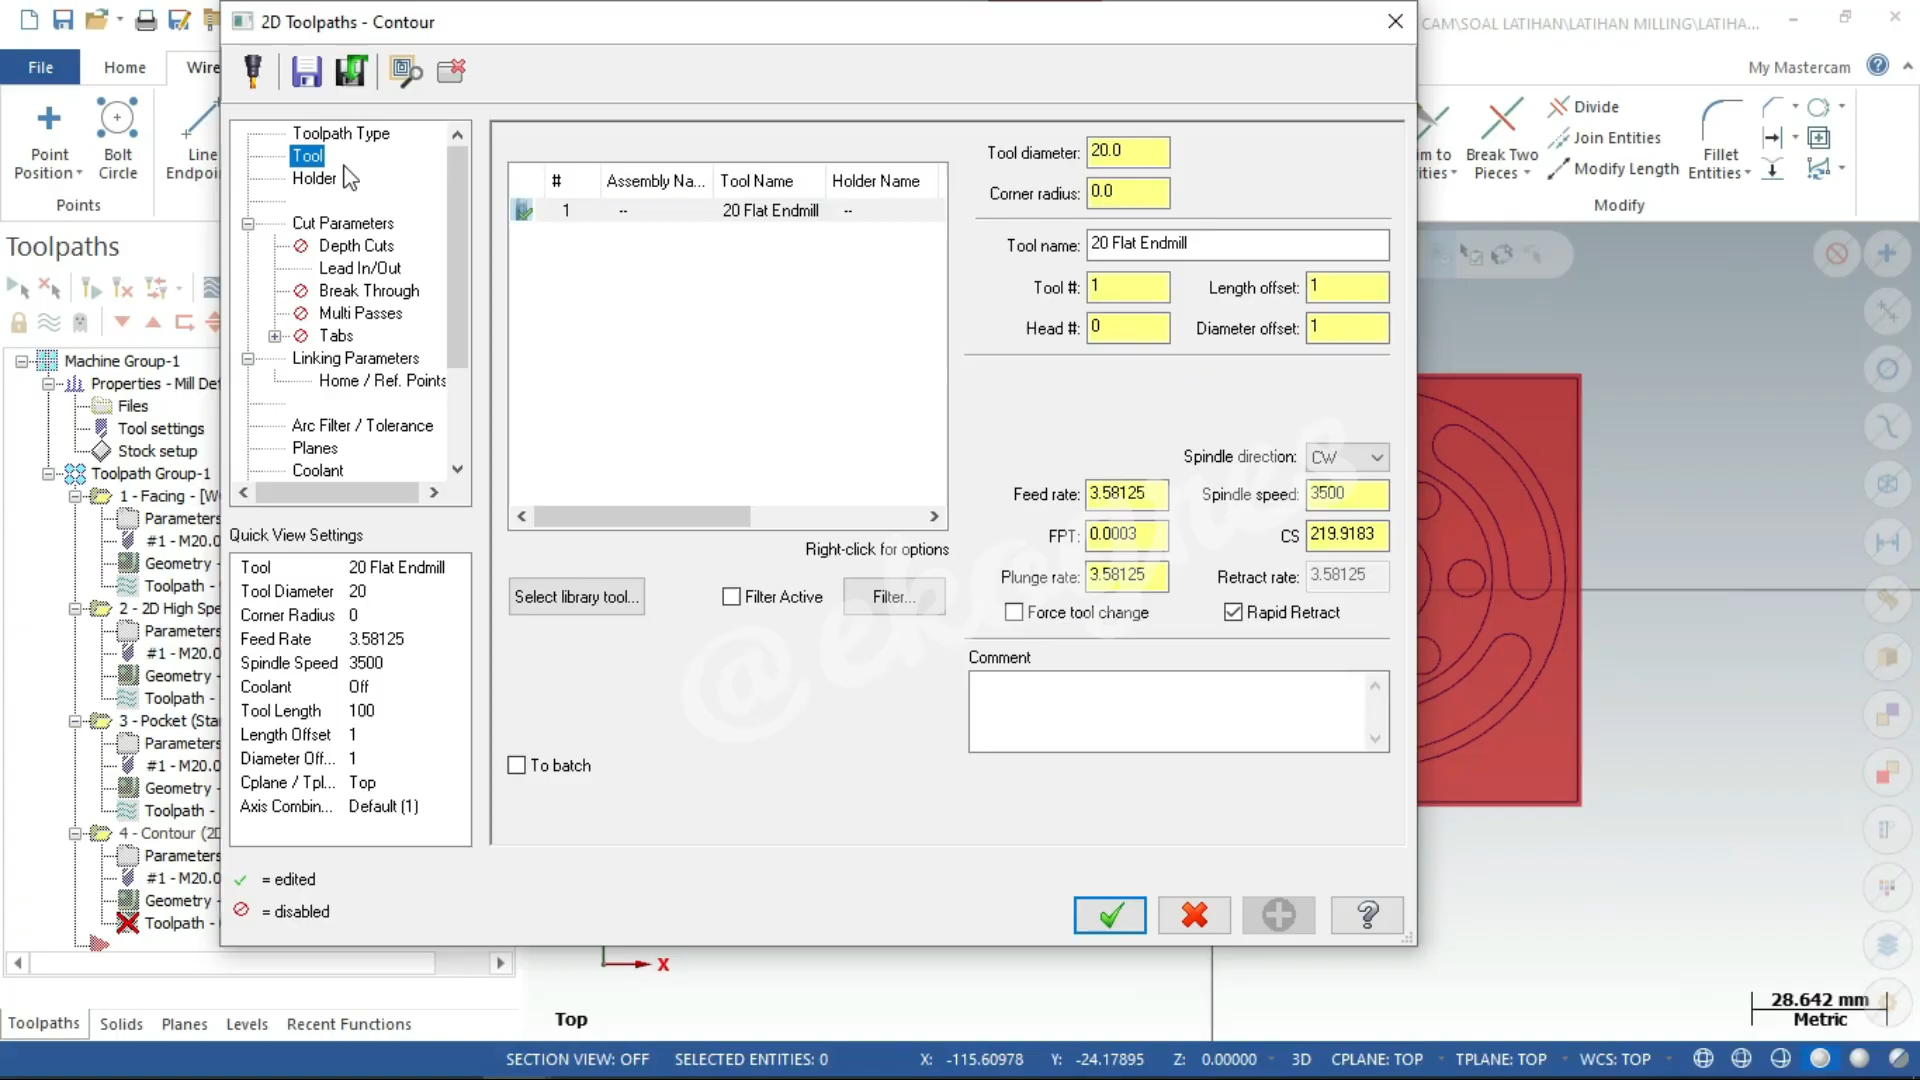 2D Toolpaths - Contour
CAM\SOAL LATIHAN\LATIHAN MILLING\LATIHA...
File
Home
Wire
My Mastercam
Point
Position
Bolt
Circle
Line
Endpoi
Points
Divide
Join Entities
Modify Length
im to
ities
Break Two
Pieces
Fillet
Entities
Modify
Toolpaths
Machine Group-1
Properties - Mill De
Files
Tool settings
Stock setup
Toolpath Group-1
1 - Facing - [W
Parameters
#1 - M20.0
Geometry -
Toolpath -
2 - 2D High Spe
Parameters
#1 - M20.0
Geometry -
Toolpath -
3 - Pocket (Sta
Parameters
#1 - M20.0
Geometry -
Toolpath -
4 - Contour (2D
Parameters
#1 - M20.0
Geometry -
Toolpath -
Toolpath Type
Tool
Holder
Cut Parameters
Depth Cuts
Lead In/Out
Break Through
Multi Passes
Tabs
Linking Parameters
Home / Ref. Points
Arc Filter / Tolerance
Planes
Coolant
Quick View Settings
Tool 20 Flat Endmill
Tool Diameter 20
Corner Radius 0
Feed Rate 3.58125
Spindle Speed 3500
Coolant Off
Tool Length 100
Length Offset 1
Diameter Off... 1
Cplane / Tpl... Top
Axis Combin... Default (1)
= edited
= disabled
# Assembly Na... Tool Name Holder Name
1 -- 20 Flat Endmill --
Right-click for options
Select library tool...
Filter Active
Filter...
To batch
Tool diameter: 20.0
Corner radius: 0.0
Tool name: 20 Flat Endmill
Tool #: 1 Length offset: 1
Head #: 0 Diameter offset: 1
Spindle direction: CW
Feed rate: 3.58125 Spindle speed: 3500
FPT: 0.0003 CS 219.9183
Plunge rate: 3.58125 Retract rate: 3.58125
Force tool change Rapid Retract
Comment
X
Top
28.642 mm
Metric
Toolpaths Solids Planes Levels Recent Functions
SECTION VIEW: OFF SELECTED ENTITIES: 0 X: -115.60978 Y: -24.17895 Z: 0.00000 3D CPLANE: TOP TPLANE: TOP WCS: TOP